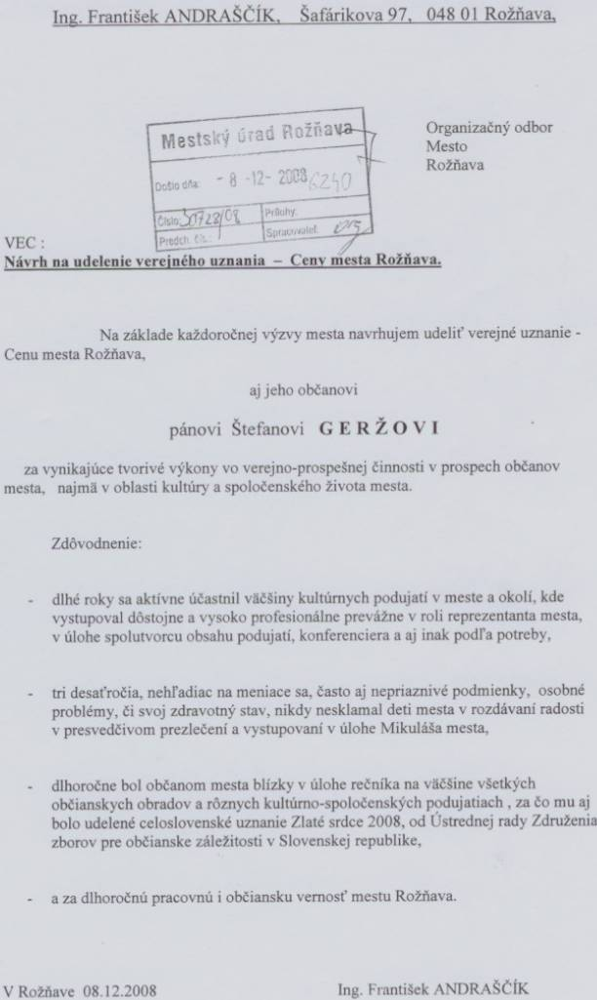 Ing. František ANDRAŠČÍK, Šafárikova 97, 048 01 Rožňava,
Mestský úrad Rožňava
Došlo dňa: - 8 -12- 2008 6240
Číslo: 30728/08 Prílohy:
Predch. čís.: Spracovateľ:
Organizačný odbor
Mesto
Rožňava
VEC :
Návrh na udelenie verejného uznania – Ceny mesta Rožňava.
Na základe každoročnej výzvy mesta navrhujem udeliť verejné uznanie -
Cenu mesta Rožňava,
aj jeho občanovi
pánovi Štefanovi G E R Ž O V I
za vynikajúce tvorivé výkony vo verejno-prospešnej činnosti v prospech občanov
mesta, najmä v oblasti kultúry a spoločenského života mesta.
Zdôvodnenie:
- dlhé roky sa aktívne účastnil väčšiny kultúrnych podujatí v meste a okolí, kde
vystupoval dôstojne a vysoko profesionálne prevážne v roli reprezentanta mesta,
v úlohe spolutvorcu obsahu podujatí, konferenciera a aj inak podľa potreby,
- tri desaťročia, nehľadiac na meniace sa, často aj nepriaznivé podmienky, osobné
problémy, či svoj zdravotný stav, nikdy nesklamal deti mesta v rozdávaní radosti
v presvedčivom prezlečení a vystupovaní v úlohe Mikuláša mesta,
- dlhoročne bol občanom mesta blízky v úlohe rečníka na väčšine všetkých
občianskych obradov a rôznych kultúrno-spoločenských podujatiach , za čo mu aj
bolo udelené celoslovenské uznanie Zlaté srdce 2008, od Ústrednej rady Združenia
zborov pre občianske záležitosti v Slovenskej republike,
- a za dlhoročnú pracovnú i občiansku vernosť mestu Rožňava.
V Rožňave 08.12.2008 Ing. František ANDRAŠČÍK